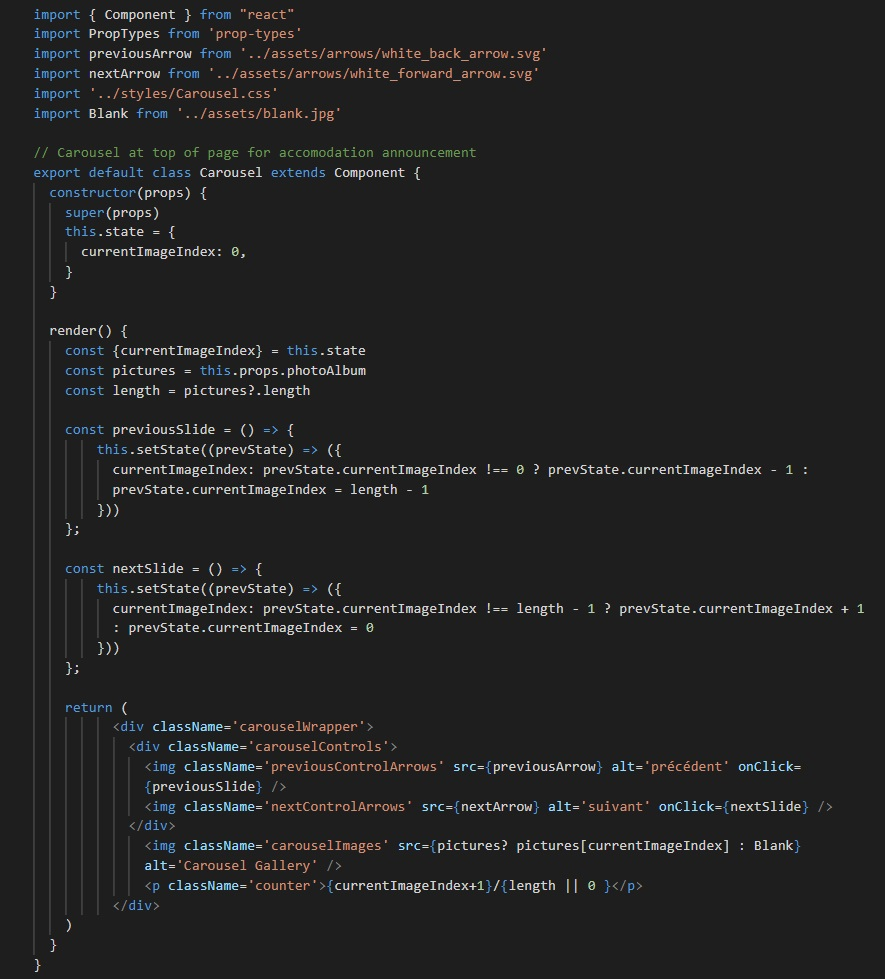 import { Component } from "react"
import PropTypes from 'prop-types'
import previousArrow from '../assets/arrows/white_back_arrow.svg'
import nextArrow from '../assets/arrows/white_forward_arrow.svg'
import '../styles/Carousel.css'
import Blank from '../assets/blank.jpg'

// Carousel at top of page for accomodation announcement
export default class Carousel extends Component {
  constructor(props) {
    super(props)
    this.state = {
      currentImageIndex: 0,
    }
  }

  render() {
    const {currentImageIndex} = this.state
    const pictures = this.props.photoAlbum
    const length = pictures?.length

    const previousSlide = () => {
        this.setState((prevState) => ({
          currentImageIndex: prevState.currentImageIndex !== 0 ? prevState.currentImageIndex - 1 :
          prevState.currentImageIndex = length - 1
        }))
    };

    const nextSlide = () => {
        this.setState((prevState) => ({
          currentImageIndex: prevState.currentImageIndex !== length - 1 ? prevState.currentImageIndex + 1
          : prevState.currentImageIndex = 0
        }))
    };

    return (
          <div className='carouselWrapper'>
            <div className='carouselControls'>
              <img className='previousControlArrows' src={previousArrow} alt='précédent' onClick=
              {previousSlide} />
              <img className='nextControlArrows' src={nextArrow} alt='suivant' onClick={nextSlide} />
            </div>
              <img className='carouselImages' src={pictures? pictures[currentImageIndex] : Blank}
              alt='Carousel Gallery' />
              <p className='counter'>{currentImageIndex+1}/{length || 0 }</p>
          </div>
    )
  }
}